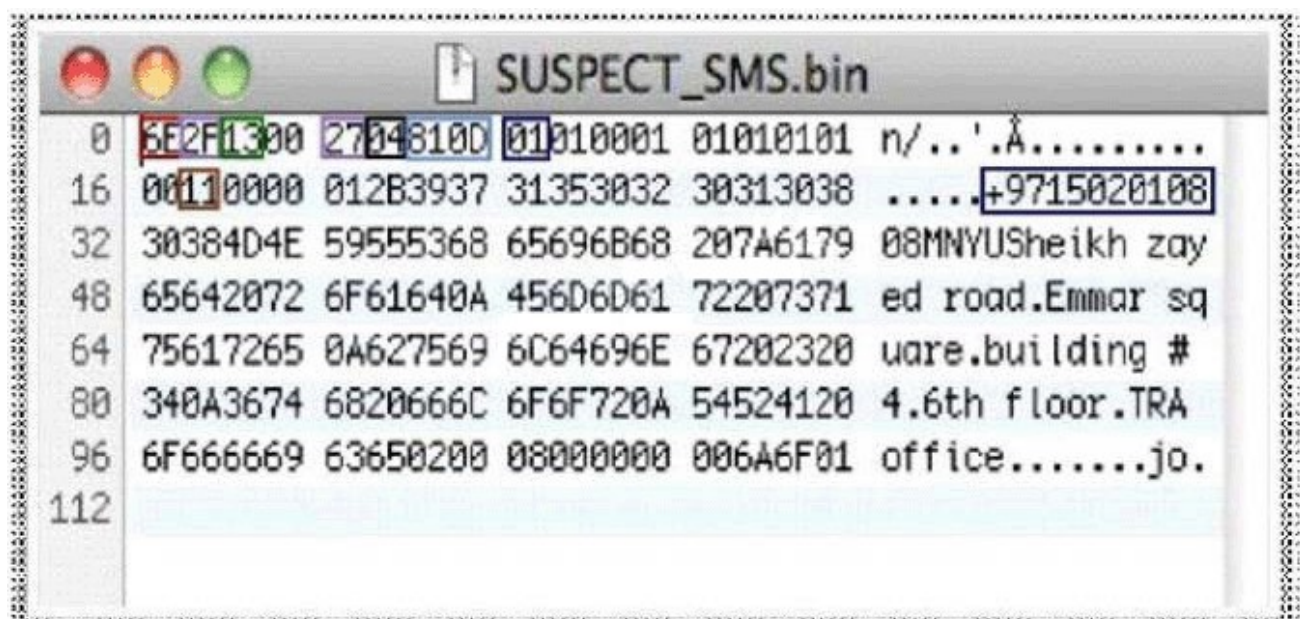 SUSPECT_SMS.bin
0 6E2F1300 2704810D 01010001 01010101 n/..'.Å.........
16 00110000 012B3937 31353032 30313038 .....+9715020108
32 30384D4E 59555368 65696B68 207A6179 08MNYUSheikh zay
48 65642072 6F61640A 456D6D61 72207371 ed road.Emmar sq
64 75617265 0A627569 6C64696E 67202320 uare.building #
80 340A3674 6820666C 6F6F720A 54524120 4.6th floor.TRA
96 6F666669 63650200 08000000 006A6F01 office.......jo.
112